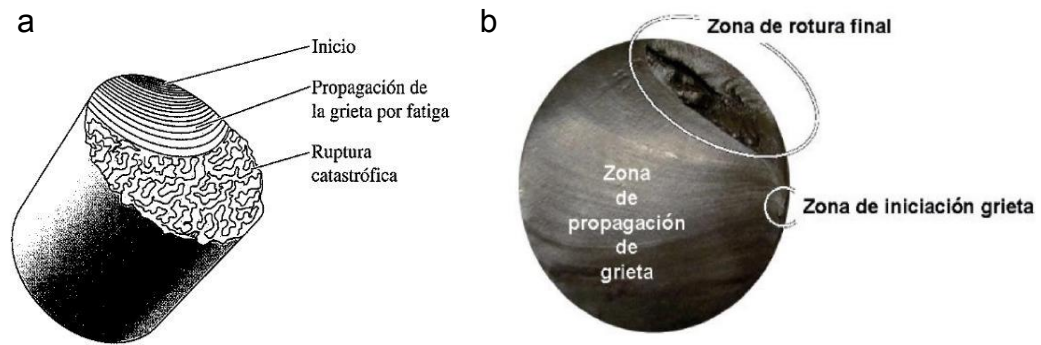 a
Inicio
Propagación de
la grieta por fatiga
Ruptura
catastrófica
b
Zona de rotura final
Zona
de
propagación
de
grieta
Zona de iniciación grieta